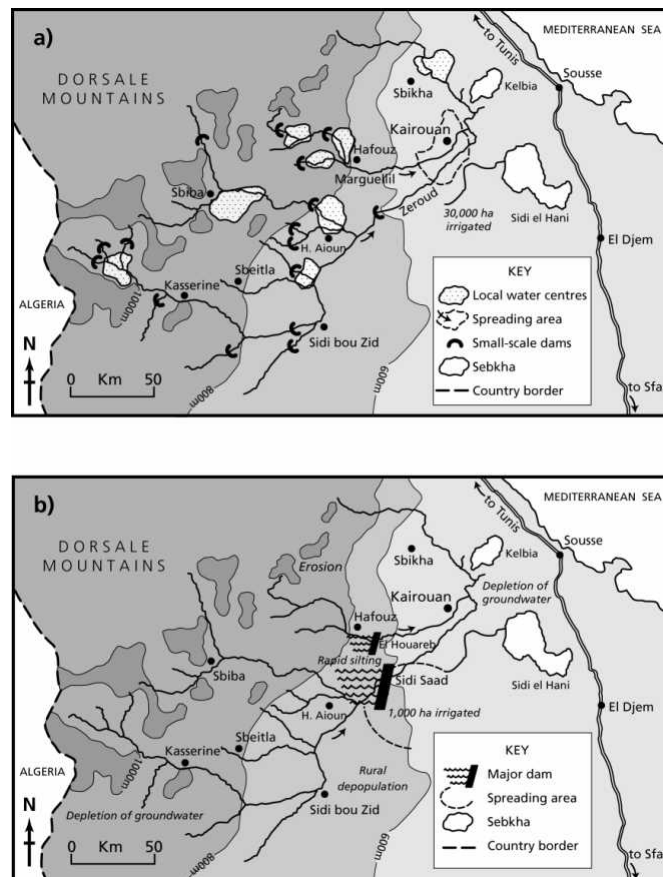 a)
MEDITERRANEAN SEA
to Tunis
DORSALE
MOUNTAINS
Sbikha
Kelbia
Sousse
Kairouan
Hafouz
Marguellil
Sbiba
Zeroud
30,000 ha
irrigated
Sidi el Hani
H. Aioun
El Djem
Sbeitla
Kasserine
ALGERIA
1000m
Sidi bou Zid
N
0 Km 50
800m
600m
KEY
Local water centres
Spreading area
Small-scale dams
Sebkha
Country border
to Sfa
b)
MEDITERRANEAN SEA
to Tunis
DORSALE
MOUNTAINS
Erosion
Sbikha
Kelbia
Sousse
Depletion of
groundwater
Kairouan
Hafouz
El Houareb
Rapid silting
Sbiba
Sidi Saad
Sidi el Hani
H. Aioun
1,000 ha irrigated
El Djem
Sbeitla
Kasserine
ALGERIA
1000m
Rural
depopulation
Sidi bou Zid
Depletion of groundwater
N
0 Km 50
800m
600m
KEY
Major dam
Spreading area
Sebkha
Country border
to Sfa